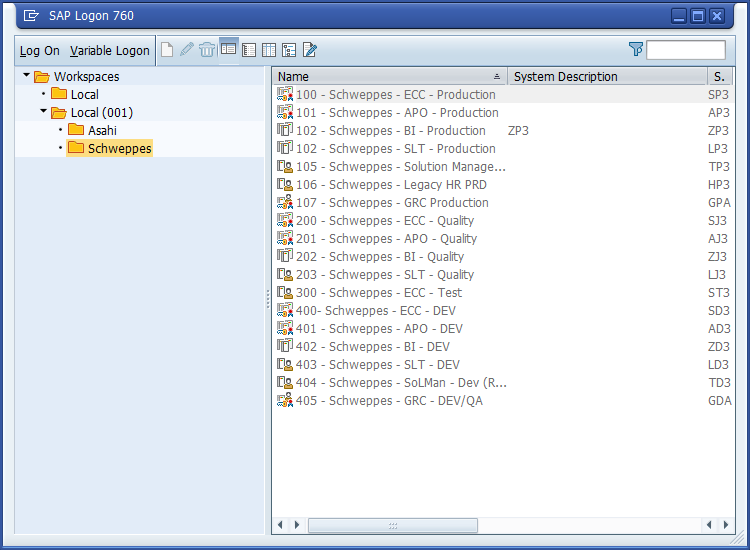 SAP Logon 760
Log On Variable Logon
Workspaces
Local
Local (001)
Asahi
Schweppes
Name System Description S.
100 - Schweppes - ECC - Production SP3
101 - Schweppes - APO - Production AP3
102 - Schweppes - BI - Production ZP3 ZP3
102 - Schweppes - SLT - Production LP3
105 - Schweppes - Solution Manage... TP3
106 - Schweppes - Legacy HR PRD HP3
107 - Schweppes - GRC Production GPA
200 - Schweppes - ECC - Quality SJ3
201 - Schweppes - APO - Quality AJ3
202 - Schweppes - BI - Quality ZJ3
203 - Schweppes - SLT - Quality LJ3
300 - Schweppes - ECC - Test ST3
400- Schweppes - ECC - DEV SD3
401 - Schweppes - APO - DEV AD3
402 - Schweppes - BI - DEV ZD3
403 - Schweppes - SLT - DEV LD3
404 - Schweppes - SoLMan - Dev (R... TD3
405 - Schweppes - GRC - DEV/QA GDA